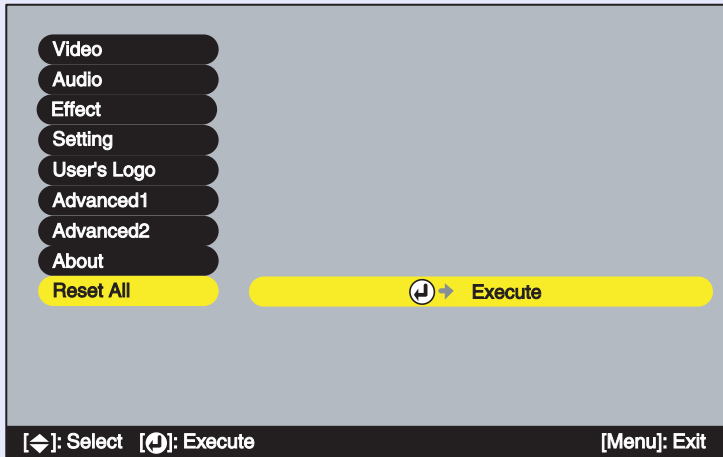 Video
Audio
Effect
Setting
User's Logo
Advanced1
Advanced2
About
Reset All
Execute
[◆]: Select [⏎]: Execute [Menu]: Exit